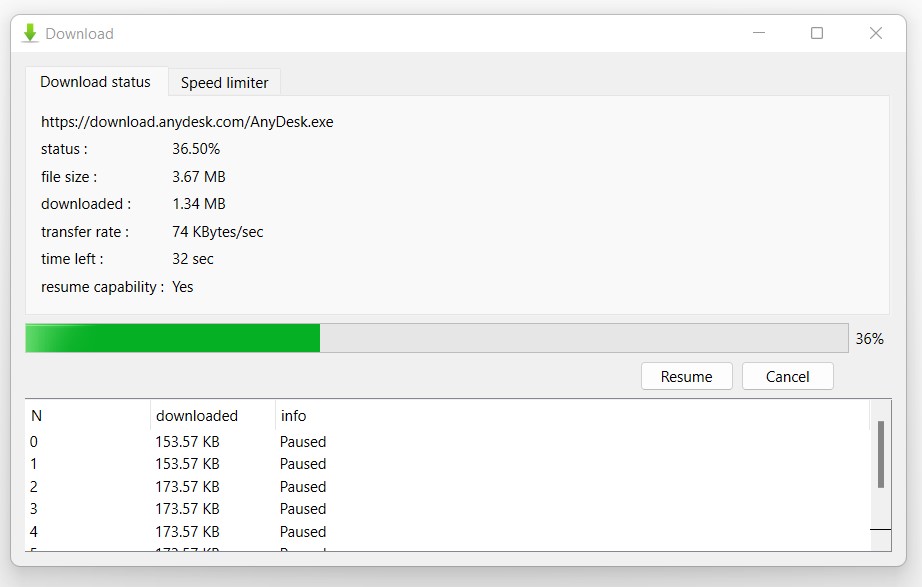 Download
Download status Speed limiter
https://download.anydesk.com/AnyDesk.exe
status : 36.50%
file size : 3.67 MB
downloaded : 1.34 MB
transfer rate : 74 KBytes/sec
time left : 32 sec
resume capability : Yes
36%
Resume Cancel
N downloaded info
0 153.57 KB Paused
1 153.57 KB Paused
2 173.57 KB Paused
3 173.57 KB Paused
4 173.57 KB Paused